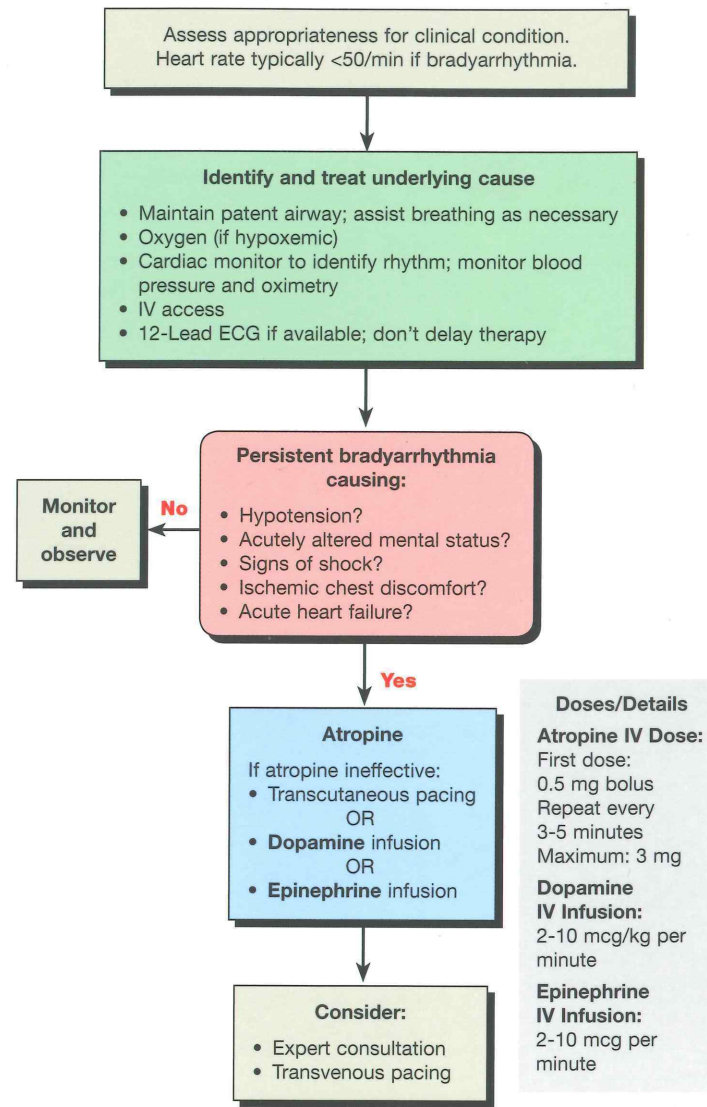 Assess appropriateness for clinical condition.
Heart rate typically <50/min if bradyarrhythmia.
Identify and treat underlying cause
• Maintain patent airway; assist breathing as necessary
• Oxygen (if hypoxemic)
• Cardiac monitor to identify rhythm; monitor blood
pressure and oximetry
• IV access
• 12-Lead ECG if available; don't delay therapy
Persistent bradyarrhythmia
causing:
• Hypotension?
• Acutely altered mental status?
• Signs of shock?
• Ischemic chest discomfort?
• Acute heart failure?
No
Monitor
and
observe
Yes
Atropine
If atropine ineffective:
• Transcutaneous pacing
OR
• Dopamine infusion
OR
• Epinephrine infusion
Doses/Details
Atropine IV Dose:
First dose:
0.5 mg bolus
Repeat every
3-5 minutes
Maximum: 3 mg
Dopamine
IV Infusion:
2-10 mcg/kg per
minute
Epinephrine
IV Infusion:
2-10 mcg per
minute
Consider:
• Expert consultation
• Transvenous pacing